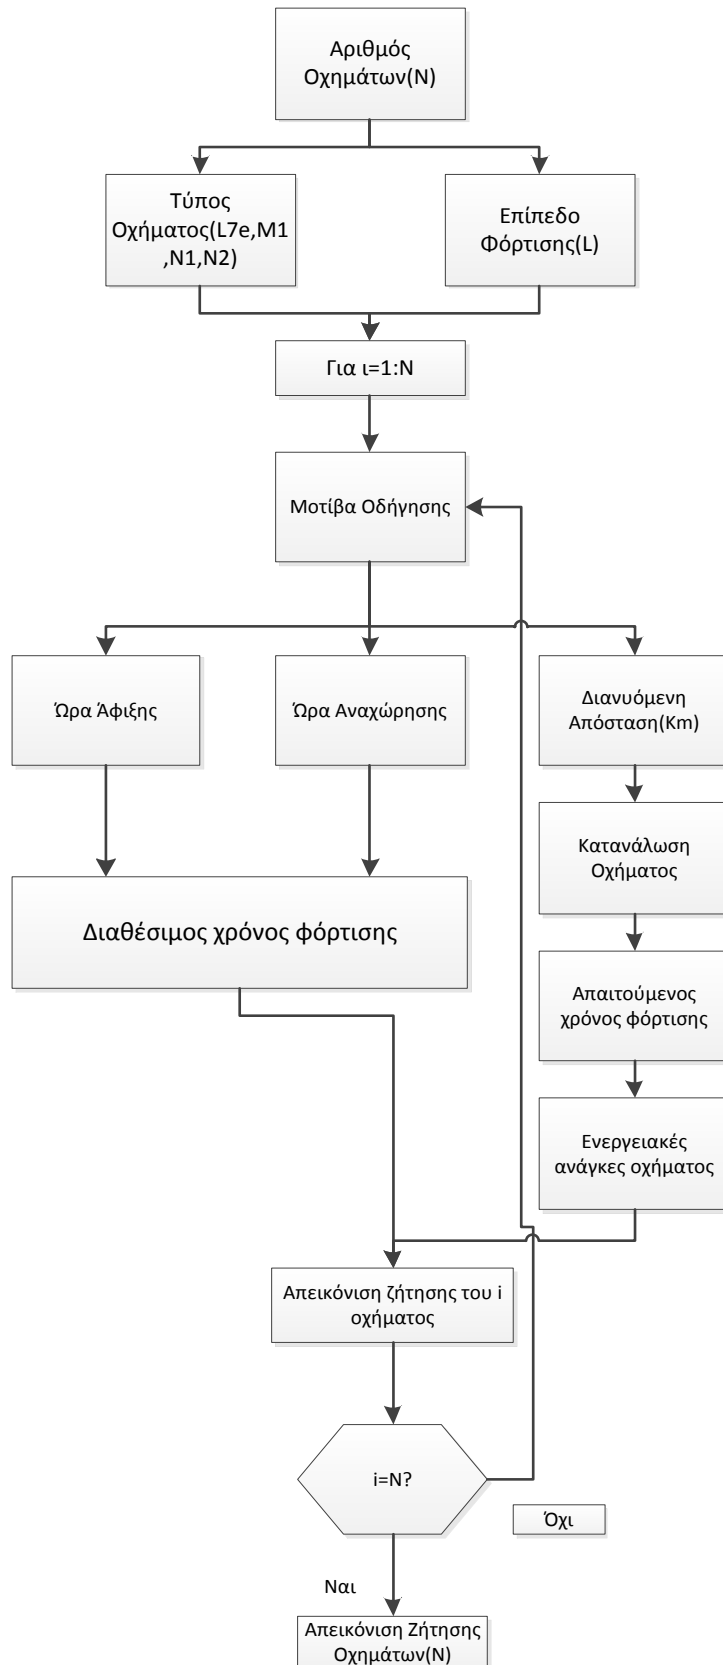 Αριθμός
Οχημάτων(N)
Τύπος
Οχήματος(L7e,M1
,N1,N2)
Επίπεδο
Φόρτισης(L)
Για ι=1:N
Μοτίβα Οδήγησης
Ώρα Άφιξης
Ώρα Αναχώρησης
Διανυόμενη
Απόσταση(Km)
Κατανάλωση
Οχήματος
Διαθέσιμος χρόνος φόρτισης
Απαιτούμενος
χρόνος φόρτισης
Ενεργειακές
ανάγκες οχήματος
Απεικόνιση ζήτησης του i
οχήματος
i=N?
Όχι
Ναι
Απεικόνιση Ζήτησης
Οχημάτων(N)